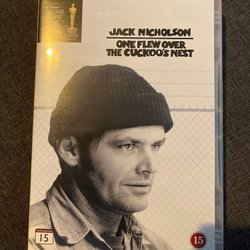 JACK NICHOLSON
ONE FLEW OVER
THE CUCKOO'S NEST
15
15